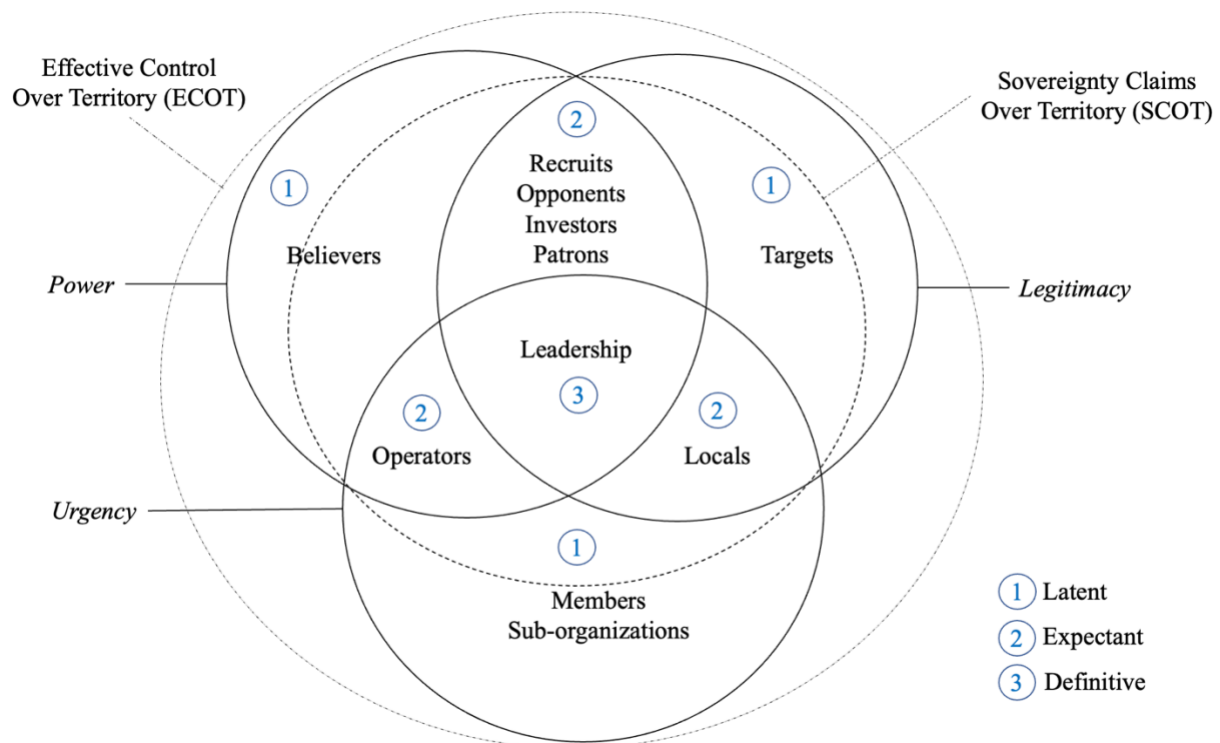 Effective Control
Over Territory (ECOT)
Sovereignty Claims
Over Territory (SCOT)
2
Recruits
Opponents
Investors
Patrons
1
Believers
1
Targets
Power
Legitimacy
Leadership
3
2
Operators
2
Locals
Urgency
1
Members
Sub-organizations
1 Latent
2 Expectant
3 Definitive